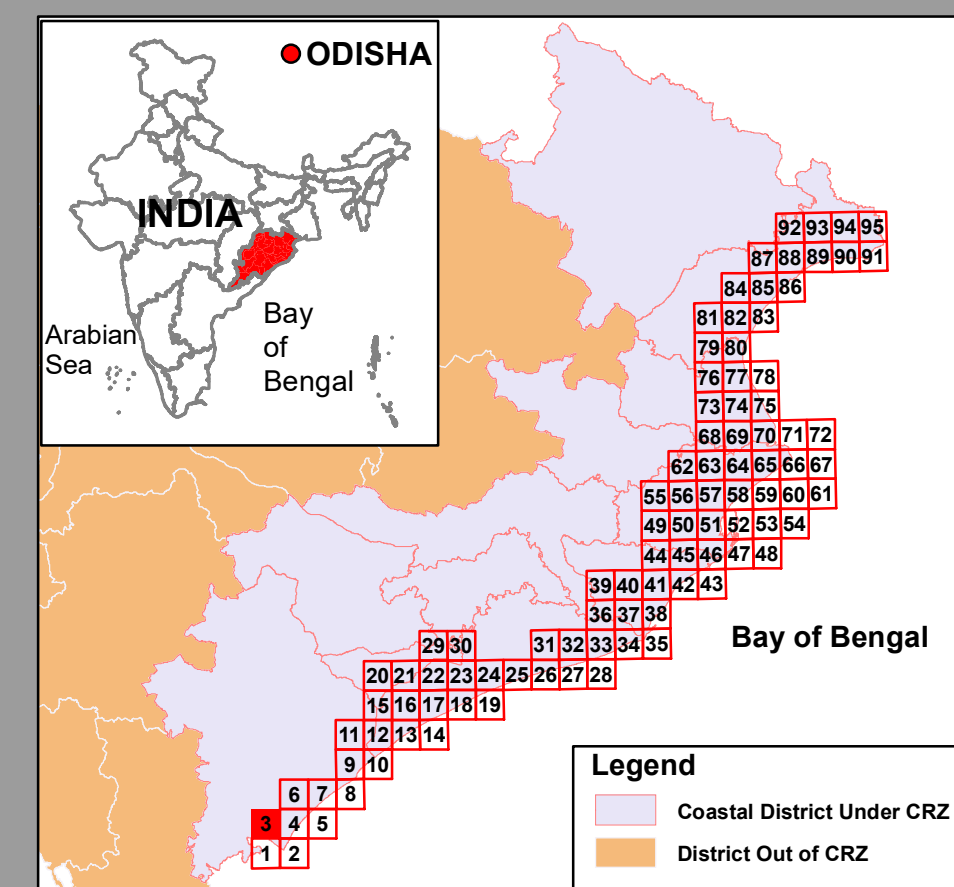 ODISHA
INDIA
Arabian
Sea
Bay
of
Bengal
92 93 94 95
87 88 89 90 91
84 85 86
81 82 83
79 80
76 77 78
73 74 75
68 69 70 71 72
62 63 64 65 66 67
55 56 57 58 59 60 61
49 50 51 52 53 54
44 45 46 47 48
39 40 41 42 43
36 37 38
29 30 31 32 33 34 35
20 21 22 23 24 25 26 27 28
15 16 17 18 19
11 12 13 14
9 10
6 7 8
3 4 5
1 2
Bay of Bengal
Legend
Coastal District Under CRZ
District Out of CRZ